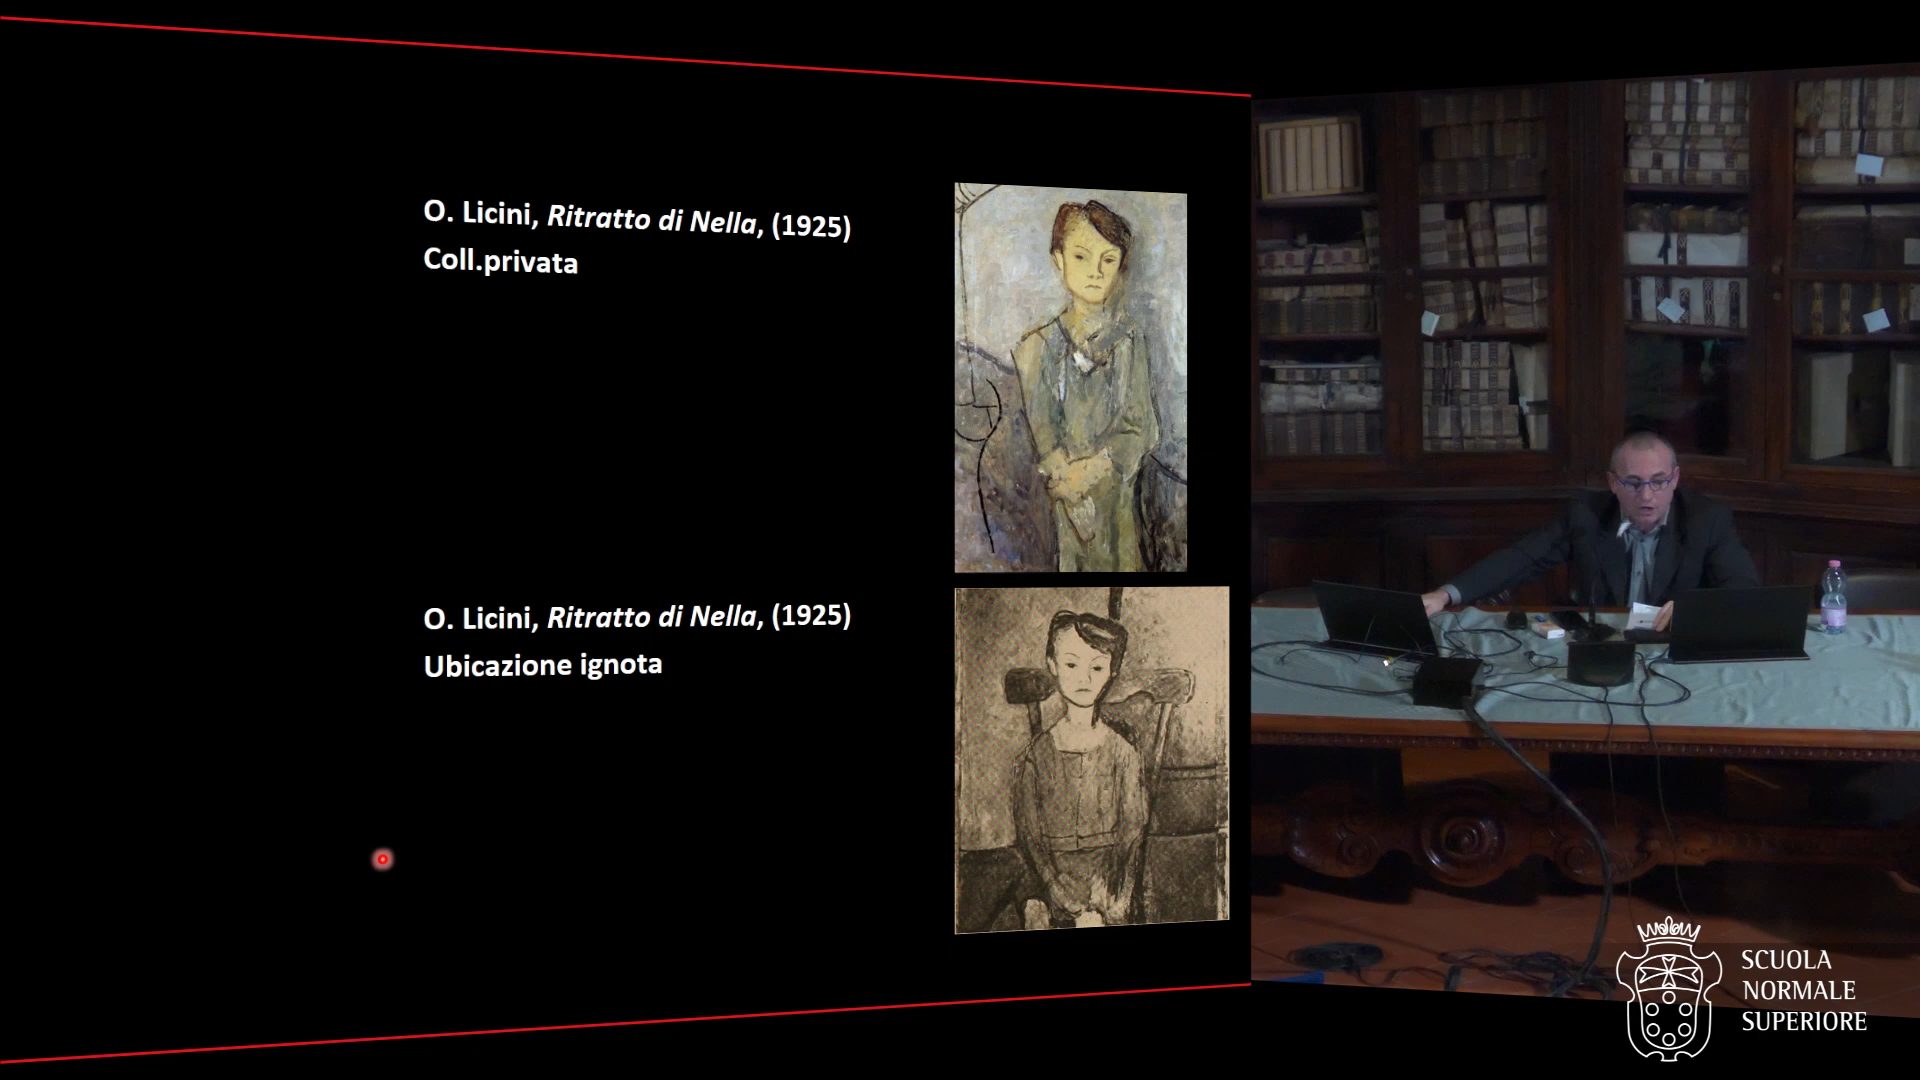 O. Licini, Ritratto di Nella, (1925)
Coll.privata
O. Licini, Ritratto di Nella, (1925)
Ubicazione ignota
SCUOLA
NORMALE
SUPERIORE